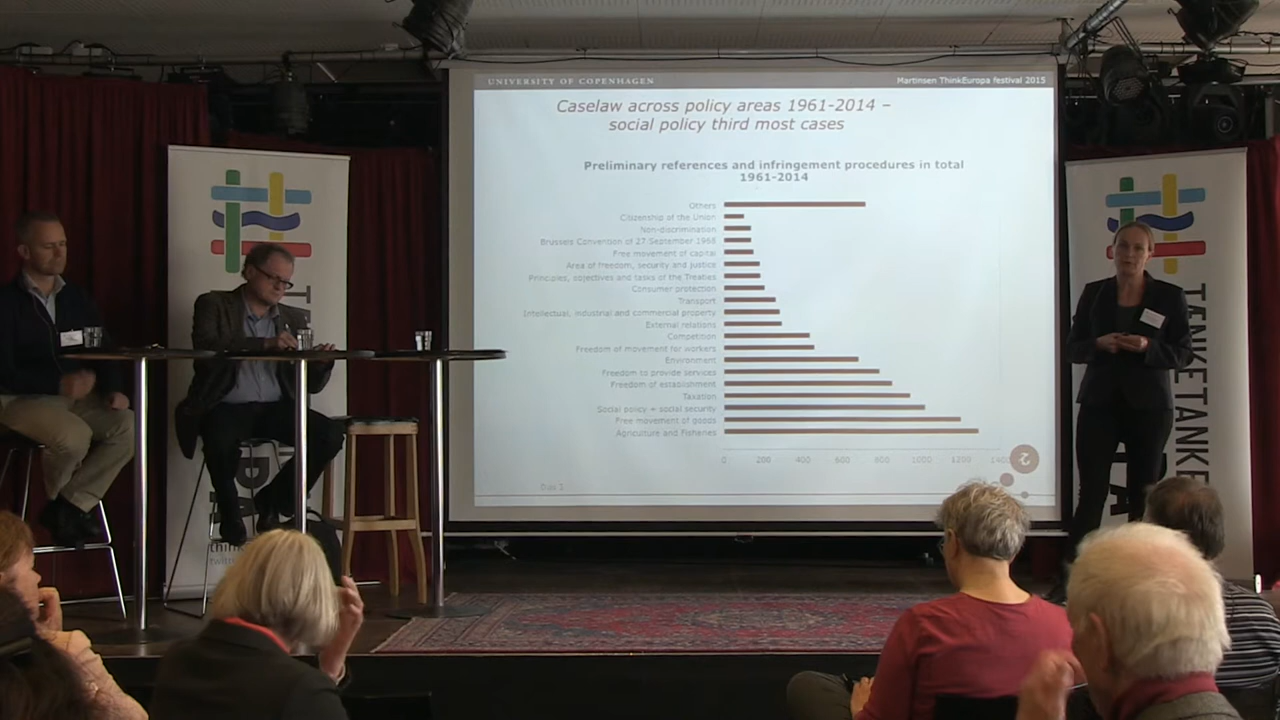 UNIVERSITY OF COPENHAGEN
Martinsen ThinkEuropa festival 2015
Caselaw across policy areas 1961-2014 –
social policy third most cases
Preliminary references and infringement procedures in total
1961-2014
Others
Citizenship of the Union
Non-discrimination
Brussels Convention of 27 September 1968
Free movement of capital
Area of freedom, security and justice
Principles, objectives and tasks of the Treaties
Consumer protection
Transport
Intellectual, industrial and commercial property
External relations
Competition
Freedom of movement for workers
Environment
Freedom to provide services
Freedom of establishment
Taxation
Social policy + social security
Free movement of goods
Agriculture and Fisheries
0 200 400 600 800 1000 1200
Dias 1
TÆNKETANKE